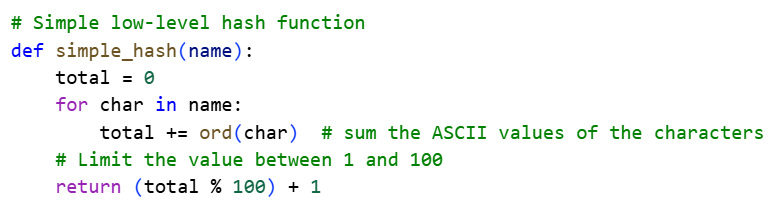 # Simple low-level hash function
def simple_hash(name):
    total = 0
    for char in name:
        total += ord(char)  # sum the ASCII values of the characters
    # Limit the value between 1 and 100
    return (total % 100) + 1